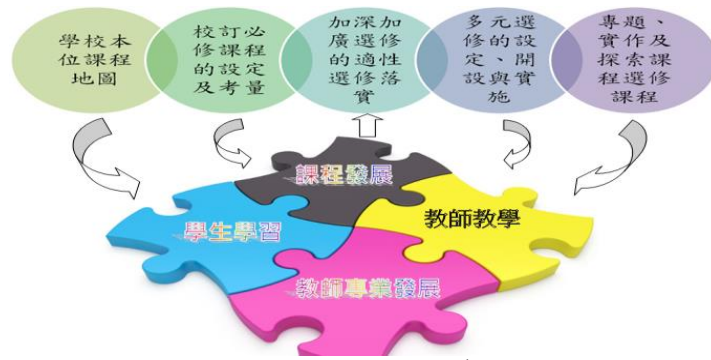 學校本
位課程
地圖
校訂必
修課程
的設定
及考量
加深加
廣選修
的適性
選修落
實
多元選
修的設
定、開
設與實
施
專題、
實作及
探索課
程選修
課程
課程發展
學生學習
教師教學
教師專業發展